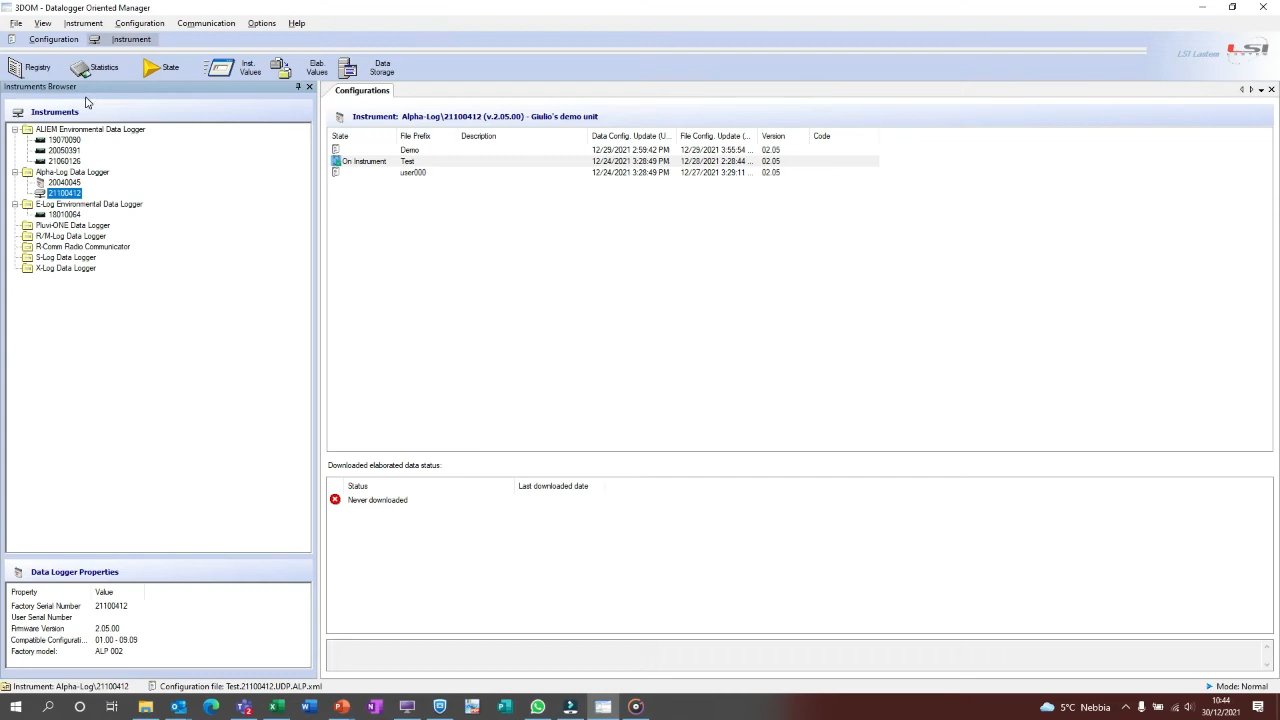 3DOM - Datalogger Oriented Manager
File View Instrument Configuration Communication Options Help
Configuration Instrument
LSI Lastem LSI LASTEM
Registry Statistics State Inst. Values Elab. Values Data Storage
Instruments Browser
Instruments
ALIEM Environmental Data Logger
19070090
20050391
21060126
Alpha-Log Data Logger
20040045
21100412
E-Log Environmental Data Logger
18010064
Pluvi-ONE Data Logger
R/M-Log Data Logger
R-Comm Radio Communicator
S-Log Data Logger
X-Log Data Logger
Data Logger Properties
Property Value
Factory Serial Number 21100412
User Serial Number
Firmware Version 2.05.00
Compatible Configurati... 01.00 - 09.09
Factory model: ALP 002
Configurations
Instrument: Alpha-Log\21100412 (v.2.05.00) - Giulio's demo unit
State File Prefix Description Data Config. Update (U... File Config. Update (... Version Code
Demo 12/29/2021 2:59:42 PM 12/29/2021 3:55:54 ... 02.05
On Instrument Test 12/24/2021 3:28:49 PM 12/28/2021 2:28:44 ... 02.05
user000 12/24/2021 3:28:49 PM 12/27/2021 3:29:11 ... 02.05
Downloaded elaborated data status:
Status Last downloaded date
Never downloaded
Instrument: Alpha-Log\21100412 Configuration file: Test.21100412.UDP.ALP.xml Mode: Normal
5°C Nebbia
10:44
30/12/2021